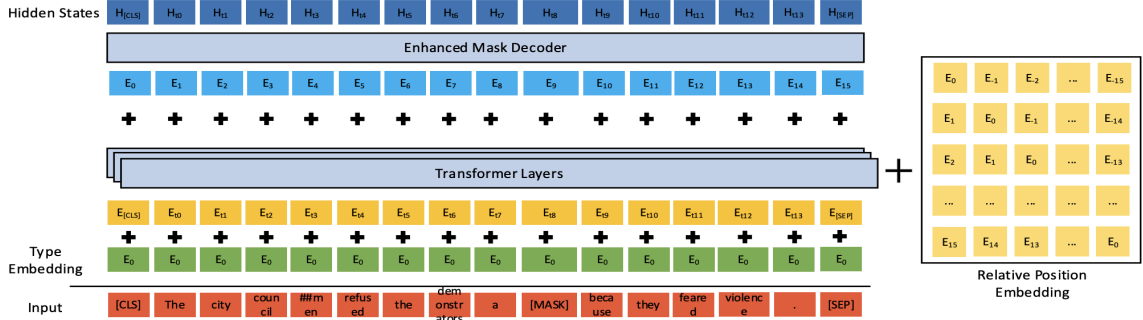 Hidden States H[CLS] Ht0 Ht1 Ht2 Ht3 Ht4 Ht5 Ht6 Ht7 Ht8 Ht9 Ht10 Ht11 Ht12 Ht13 H[SEP]
Enhanced Mask Decoder
E0 E1 E2 E3 E4 E5 E6 E7 E8 E9 E10 E11 E12 E13 E14 E15
+ + + + + + + + + + + + + + + +
Transformer Layers
+
E[CLS] Et0 Et1 Et2 Et3 Et4 Et5 Et6 Et7 Et8 Et9 Et10 Et11 Et12 Et13 E[SEP]
+ + + + + + + + + + + + + + + +
Type
Embedding
E0 E0 E0 E0 E0 E0 E0 E0 E0 E0 E0 E0 E0 E0 E0 E0
Input
[CLS]
The
city
coun
cil
##m
en
refus
ed
the
dem
onstr
ators
a
[MASK]
beca
use
they
feare
d
violenc
e
.
[SEP]
E0 E-1 E-2 ... E-15
E1 E0 E-1 ... E-14
E2 E1 E0 ... E-13
... ... ... ... ...
E15 E14 E13 ... E0
Relative Position
Embedding